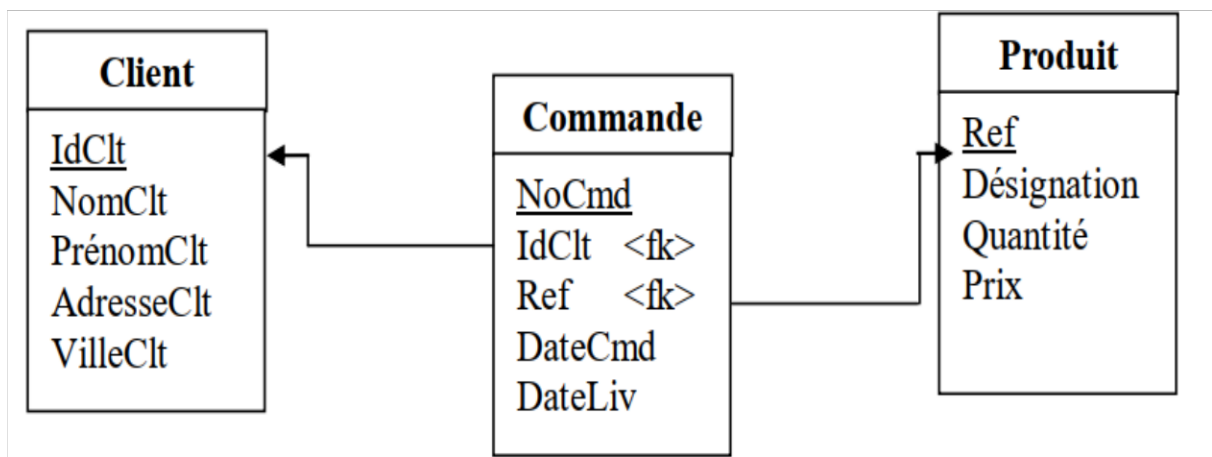 Client
IdClt
NomClt
PrénomClt
AdresseClt
VilleClt
Commande
NoCmd
IdClt <fk>
Ref <fk>
DateCmd
DateLiv
Produit
Ref
Désignation
Quantité
Prix